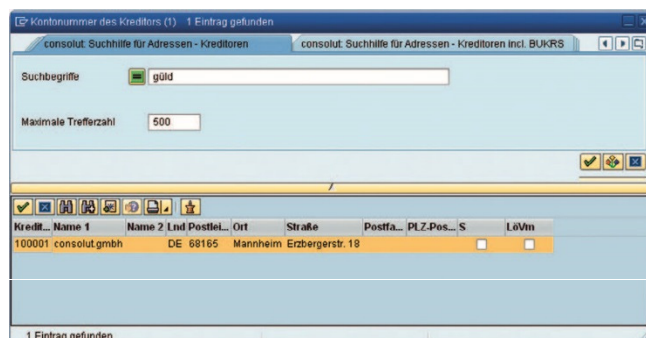 Kontonummer des Kreditors (1) 1 Eintrag gefunden
consolut: Suchhilfe für Adressen - Kreditoren consolut: Suchhilfe für Adressen - Kreditoren incl. BUKRS
Suchbegriffe güld
Maximale Trefferzahl 500
Kredit... Name 1 Name 2 Lnd Postlei... Ort Straße Postfa... PLZ-Pos... S LöVm
100001 consolut.gmbh DE 68165 Mannheim Erzbergerstr. 18
1 Eintrag gefunden